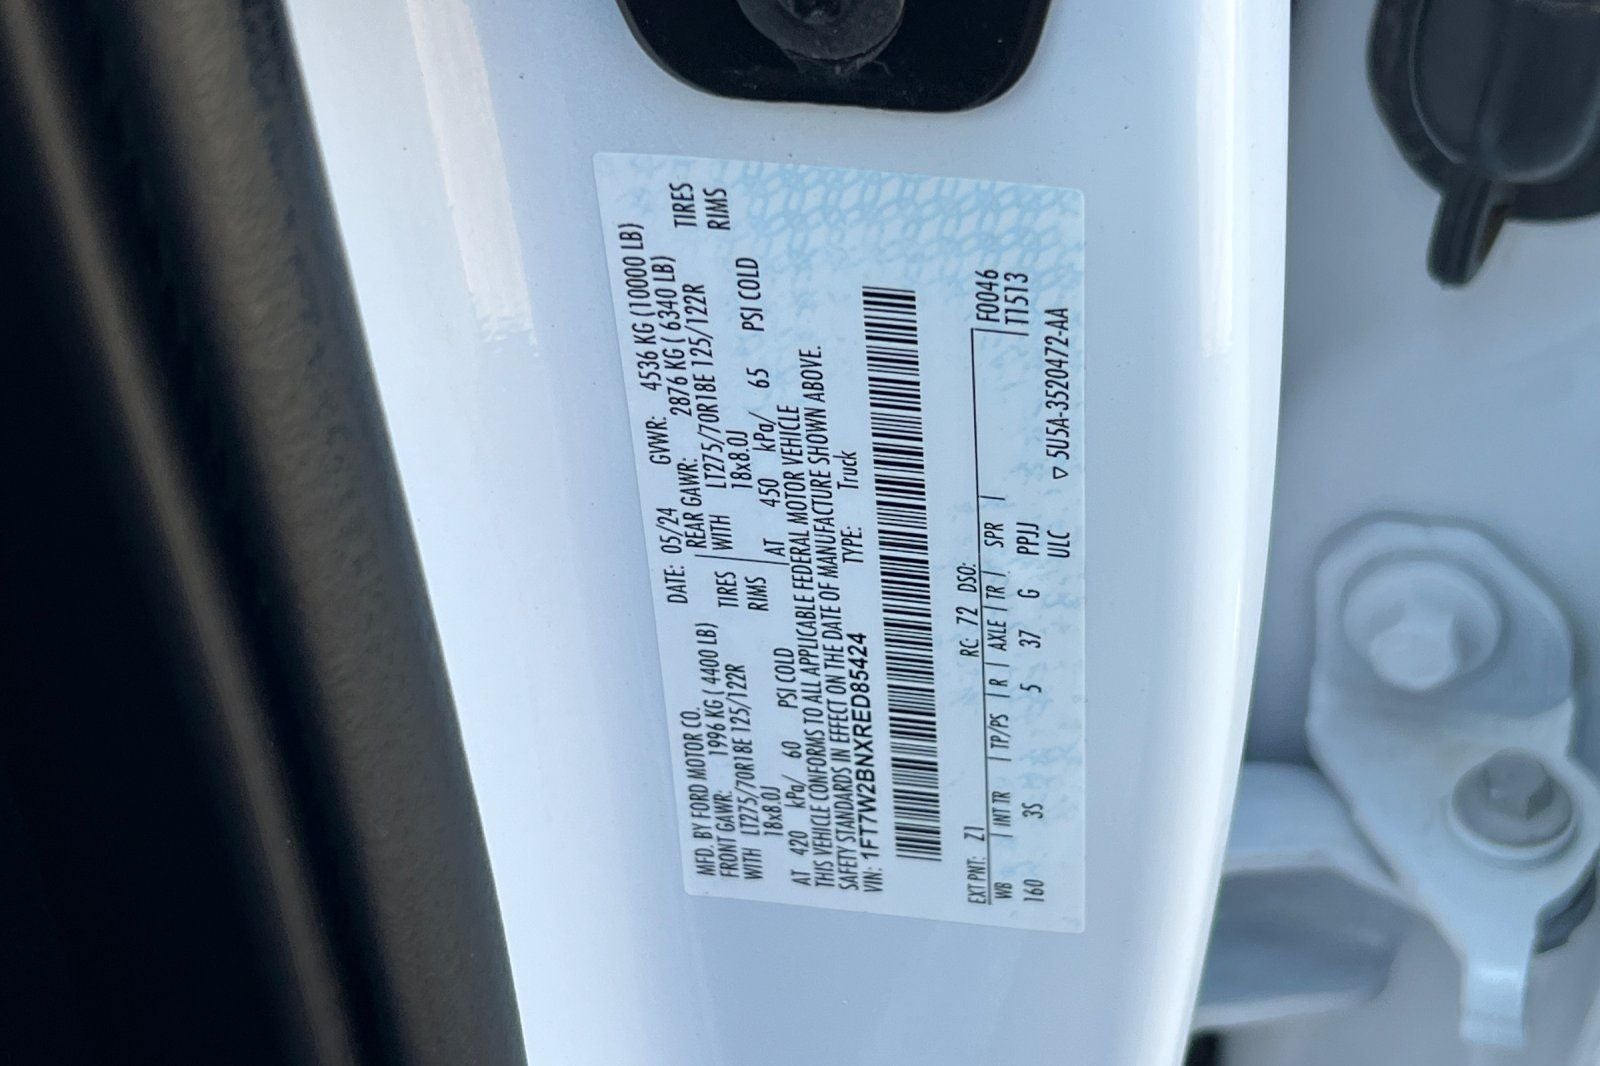 MFD. BY FORD MOTOR CO. DATE: 05/24 GVWR: 4536 KG (10000 LB)
FRONT GAWR: 1996 KG ( 4400 LB) REAR GAWR: 2876 KG ( 6340 LB)
LT275/70R18E 125/122R TIRES LT275/70R18E 125/122R TIRES
WITH 18x8.0J RIMS WITH 18x8.0J RIMS
AT 420 kPa/ 60 PSI COLD AT 450 kPa/ 65 PSI COLD
THIS VEHICLE CONFORMS TO ALL APPLICABLE FEDERAL MOTOR VEHICLE
SAFETY STANDARDS IN EFFECT ON THE DATE OF MANUFACTURE SHOWN ABOVE.
VIN: 1FT7W2BNXRED85424 TYPE: Truck
EXT PNT: Z1 RC: 72 DSO: F0046
WB INT TR TP/PS R AXLE TR SPR T1513
160 3S 5 37 G PPJJ
ULC ▽ 5U5A-3520472-AA